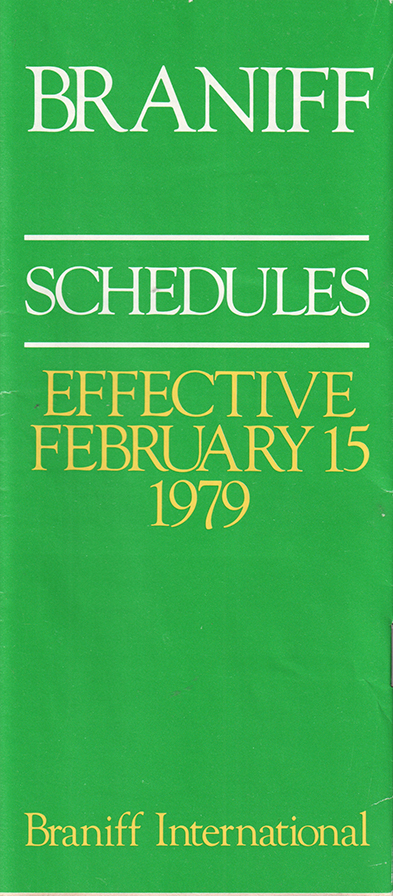 BRANIFF
SCHEDULES
EFFECTIVE
FEBRUARY 15
1979
Braniff International